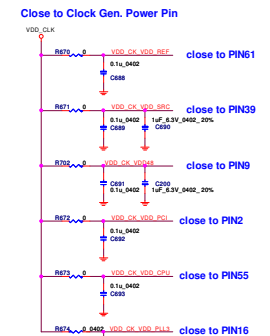 Close to Clock Gen. Power Pin
VDD_CLK
R670 0 VDD_CK_VDD_REF close to PIN61
0.1u_0402
C688
R671 0 VDD_CK_VDD_SRC close to PIN39
0.1u_0402 1uF_6.3V_0402_20%
C689 C690
R702 0 VDD_CK_VDD48 close to PIN9
C691 C200
0.1u_0402 1uF_6.3V_0402_20%
R672 0 VDD_CK_VDD_PCI close to PIN2
0.1u_0402
C692
R673 0 VDD_CK_VDD_CPU close to PIN55
0.1u_0402
C693
R674 0_0402 VDD_CK_VDD_PLL3 close to PIN16